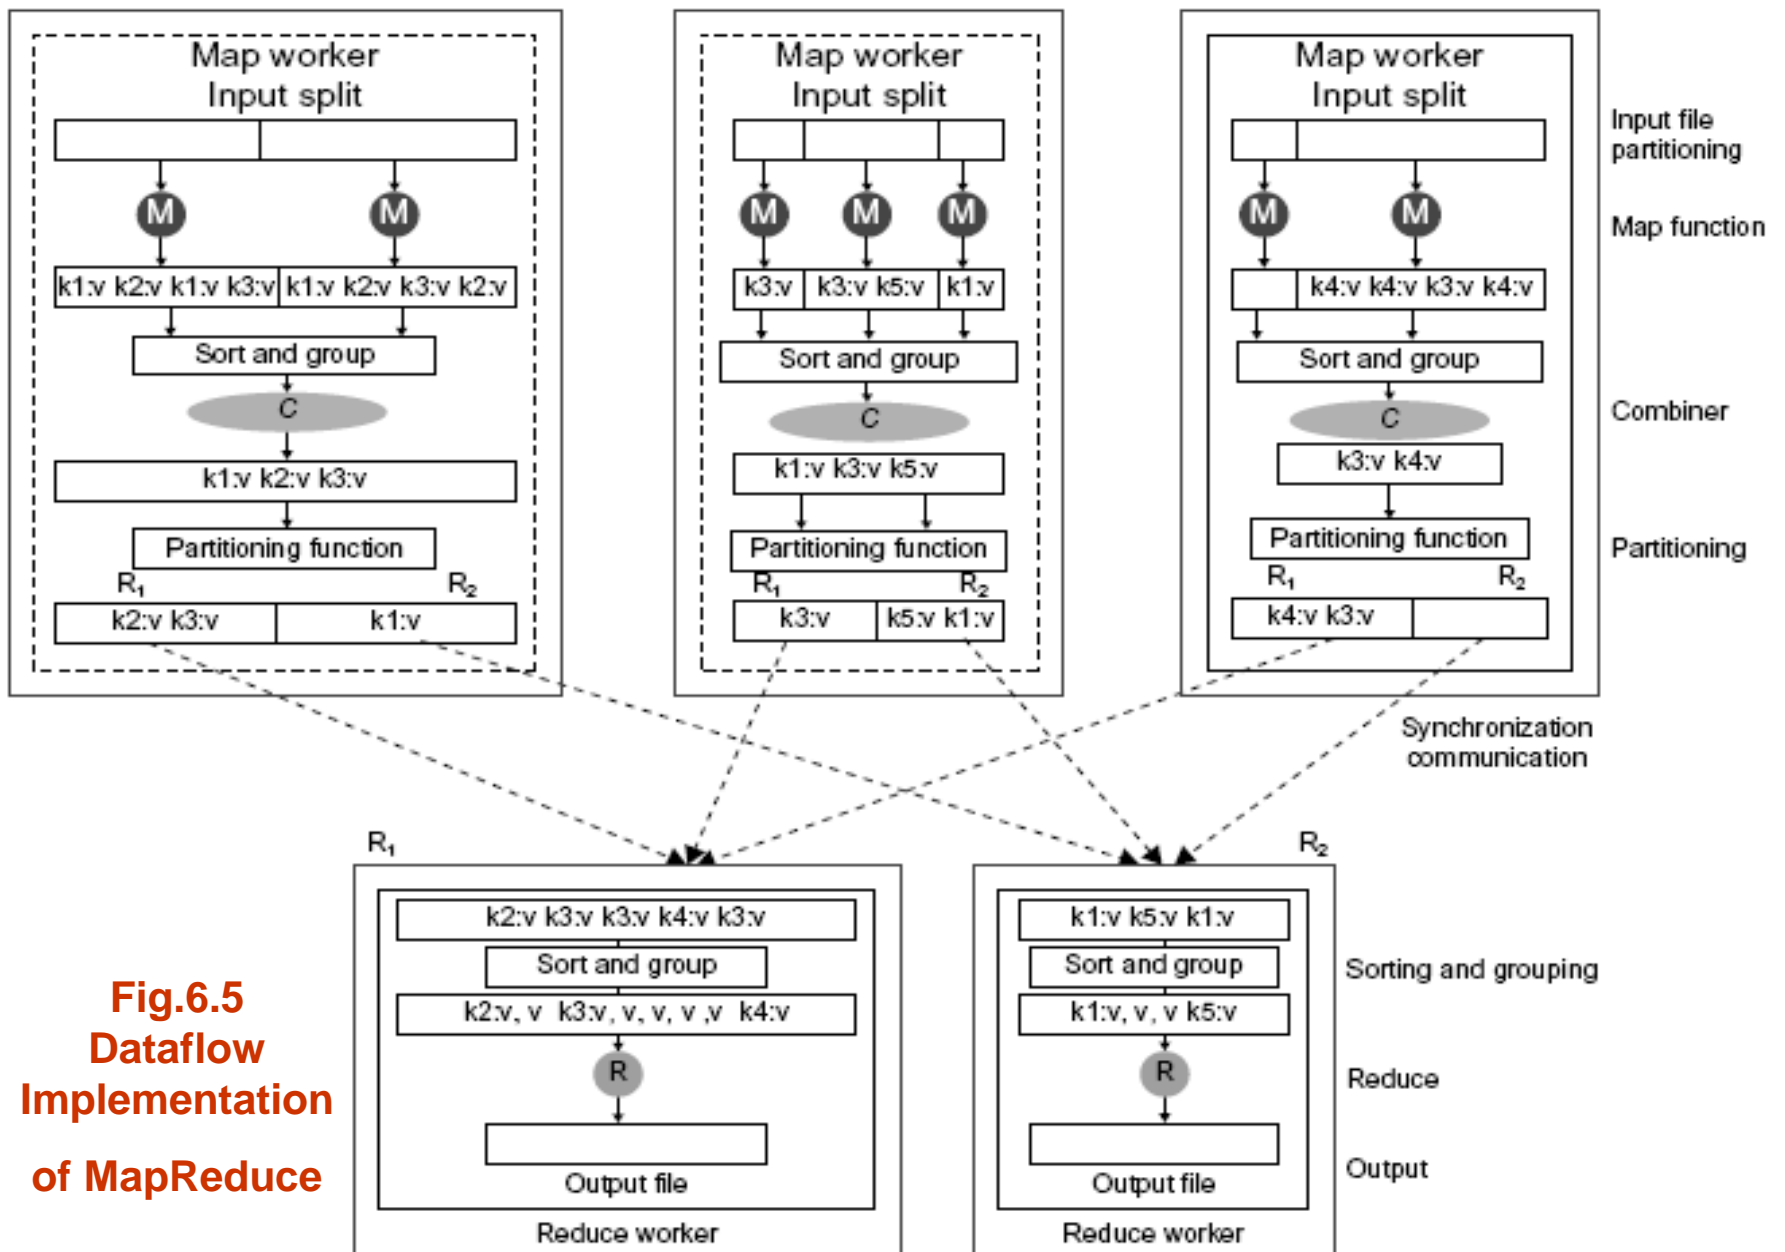 Map worker
Input split
M
M
k1:v k2:v k1:v k3:v
k1:v k2:v k3:v k2:v
Sort and group
C
k1:v k2:v k3:v
Partitioning function
R1
R2
k2:v k3:v
k1:v
Map worker
Input split
M
M
M
k3:v
k3:v k5:v
k1:v
Sort and group
C
k1:v k3:v k5:v
Partitioning function
R1
R2
k3:v
k5:v k1:v
Map worker
Input split
M
M
k4:v k4:v k3:v k4:v
Sort and group
C
k3:v k4:v
Partitioning function
R1
R2
k4:v k3:v
Input file
partitioning
Map function
Combiner
Partitioning
Synchronization
communication
R1
k2:v k3:v k3:v k4:v k3:v
Sort and group
k2:v, v k3:v, v, v, v ,v k4:v
R
Output file
Reduce worker
R2
k1:v k5:v k1:v
Sort and group
k1:v, v, v k5:v
R
Output file
Reduce worker
Sorting and grouping
Reduce
Output
Fig.6.5
Dataflow
Implementation
of MapReduce